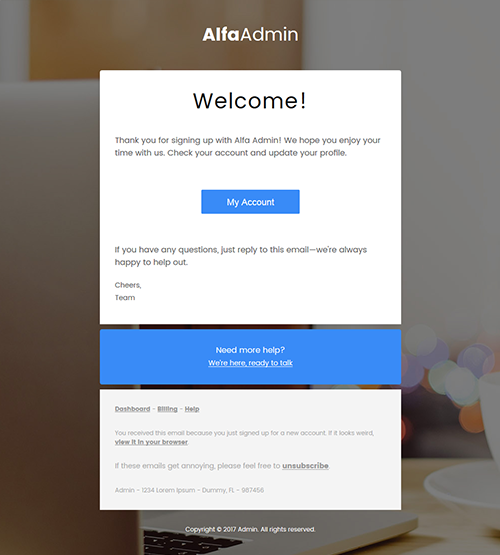 AlfaAdmin
Welcome!
Thank you for signing up with Alfa Admin! We hope you enjoy your
time with us. Check your account and update your profile.
My Account
If you have any questions, just reply to this email—we're always
happy to help out.
Cheers,
Team
Need more help?
We're here, ready to talk
Dashboard - Billing - Help
You received this email because you just signed up for a new account. If it looks weird,
view it in your browser.
If these emails get annoying, please feel free to unsubscribe.
Admin - 1234 Lorem Ipsum - Dummy, FL - 987456
Copyright © 2017 Admin. All rights reserved.